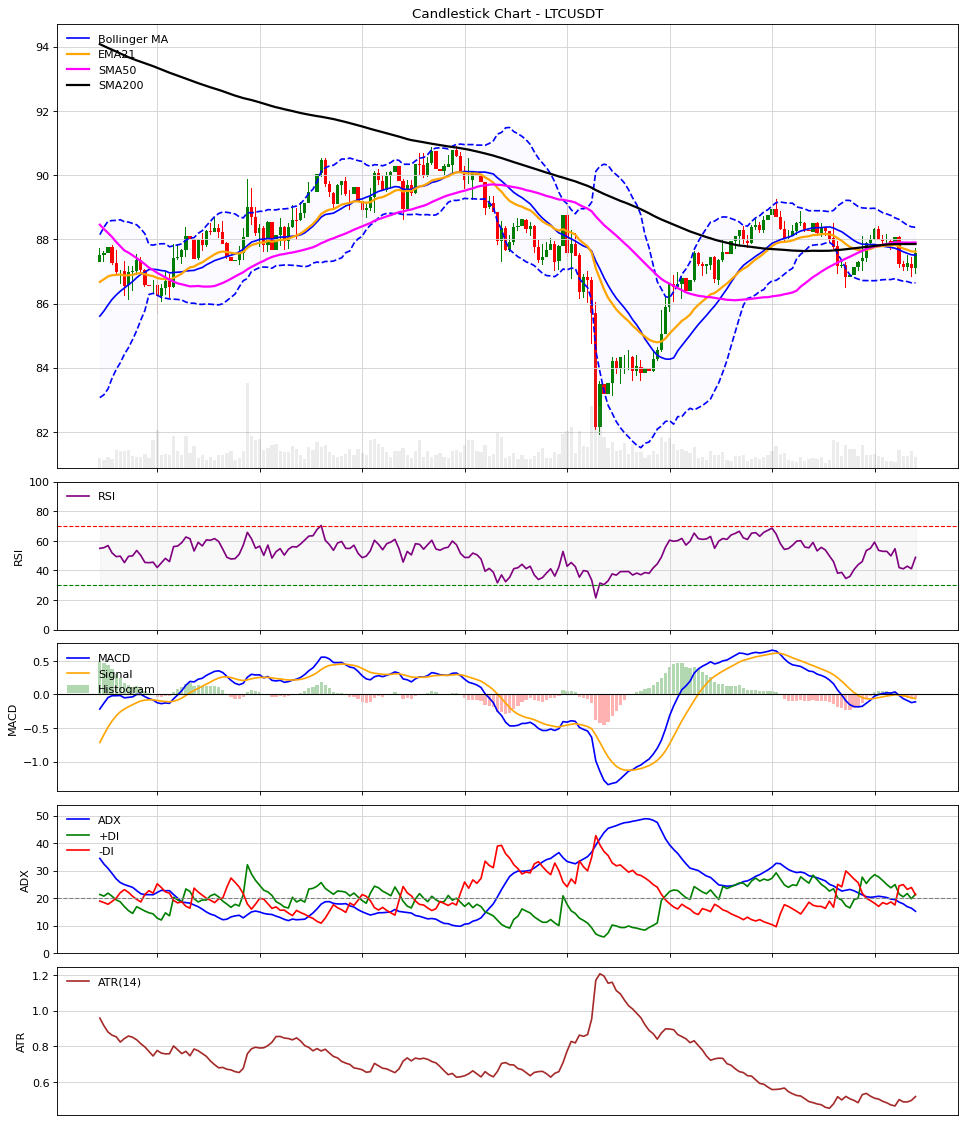 Candlestick Chart - LTCUSDT
94
92
90
88
86
84
82
Bollinger MA
EMA21
SMA50
SMA200
100
80
60
40
20
0
RSI
RSI
0.5
0.0
−0.5
−1.0
MACD
MACD
Signal
Histogram
50
40
30
20
10
0
ADX
ADX
+DI
-DI
1.2
1.0
0.8
0.6
ATR
ATR(14)